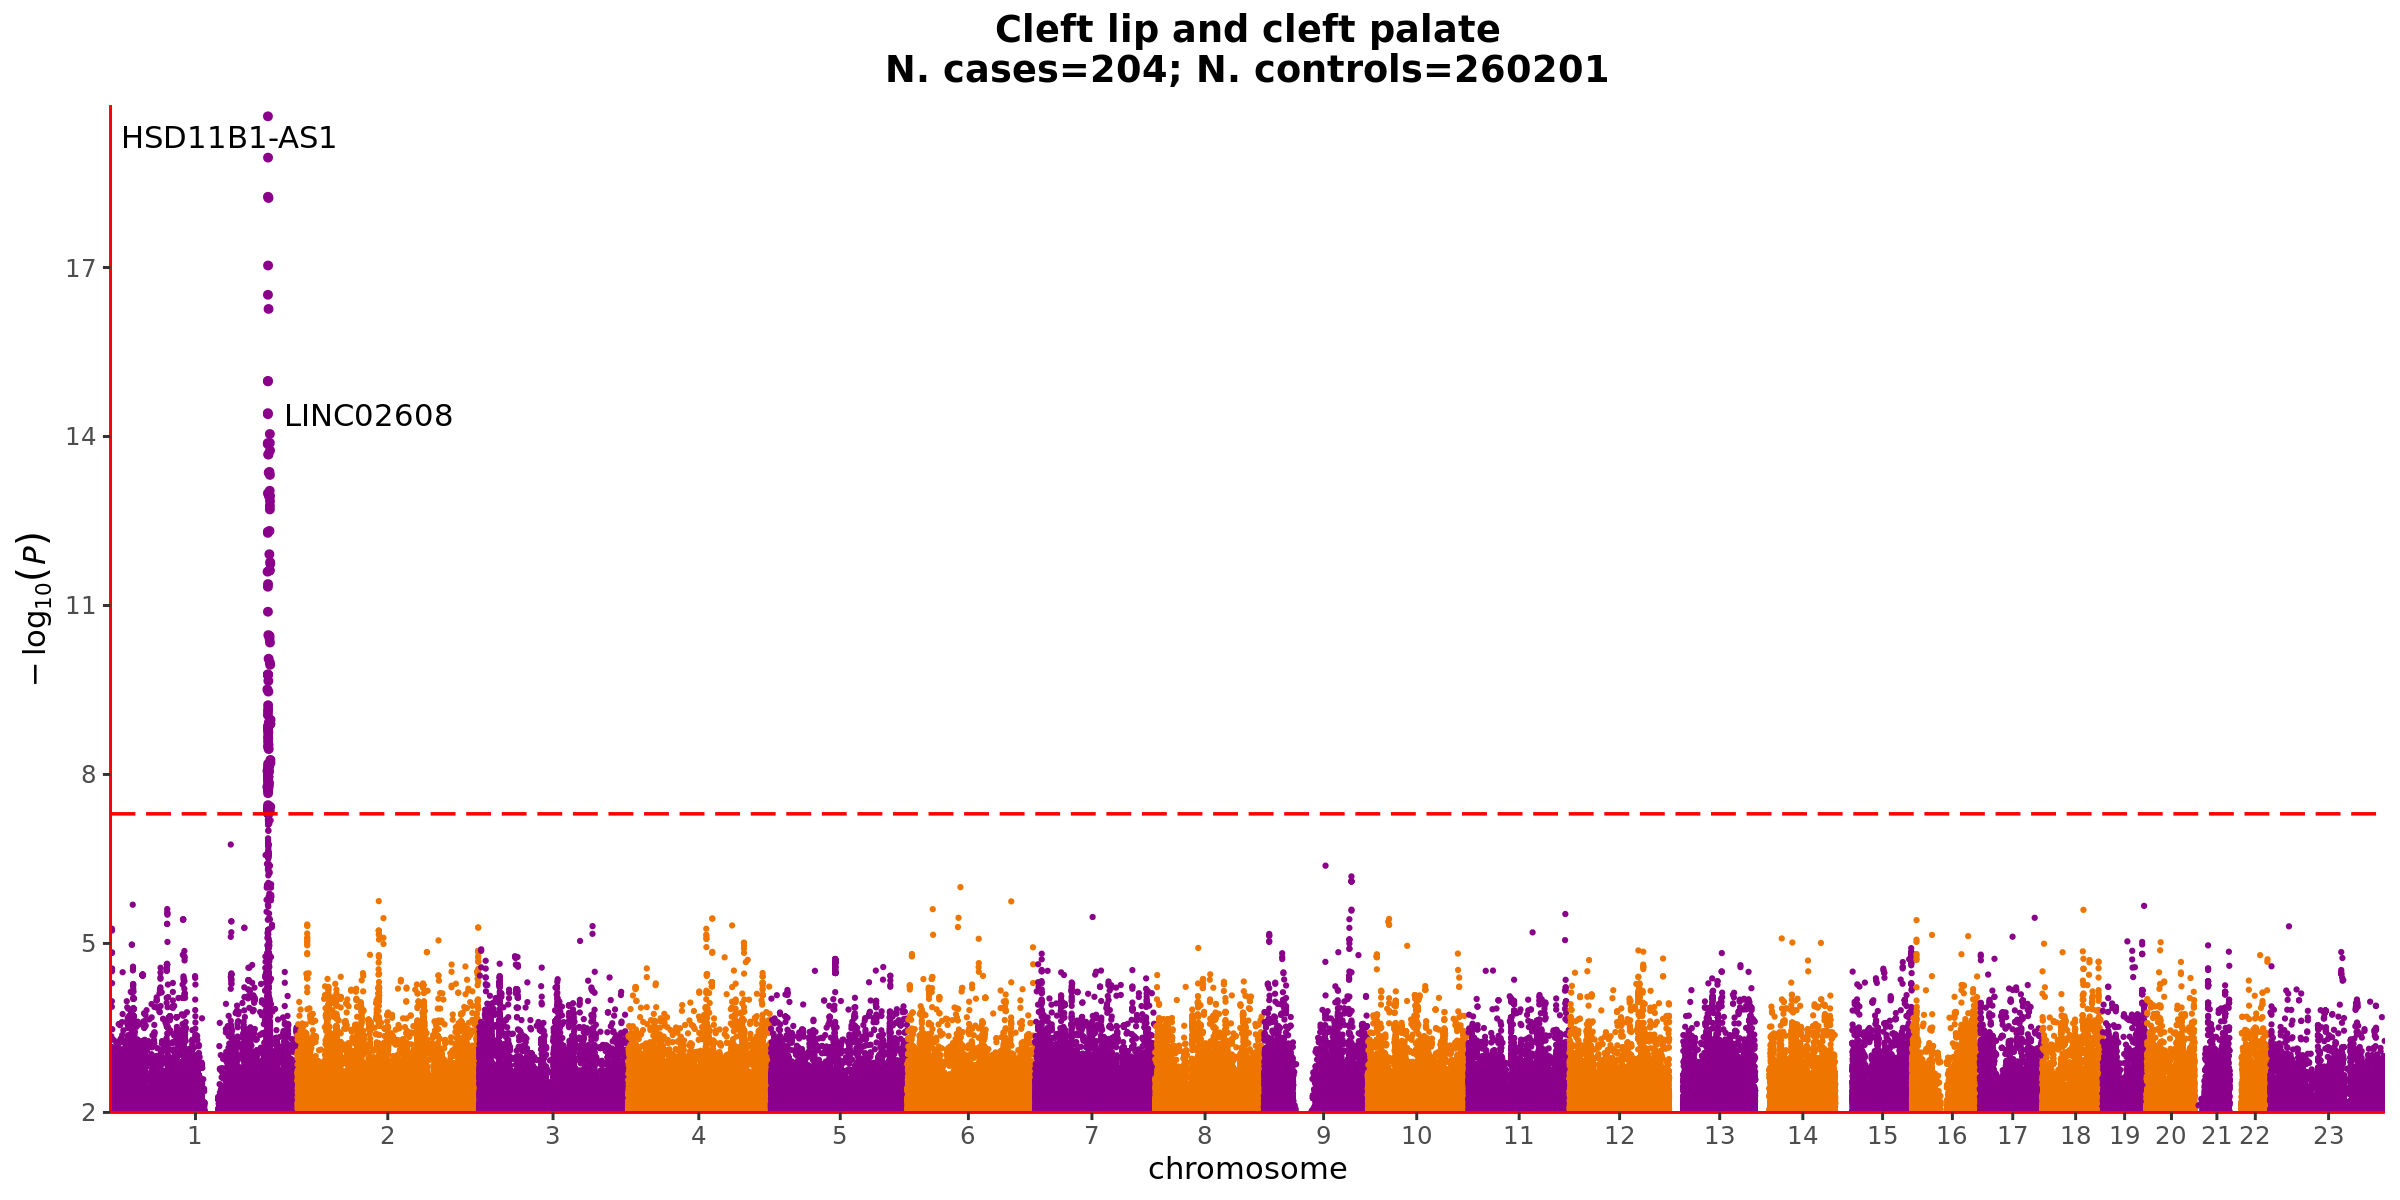 Cleft lip and cleft palate
N. cases=204; N. controls=260201
HSD11B1-AS1
LINC02608
17
14
11
8
5
2
−log10(P)
1 2 3 4 5 6 7 8 9 10 11 12 13 14 15 16 17 18 19 20 21 22 23
chromosome